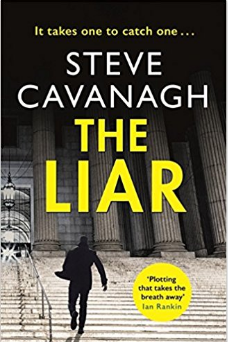 It takes one to catch one...
STEVE
CAVANAGH
THE
LIAR
'Plotting
that takes the
breath away'
Ian Rankin